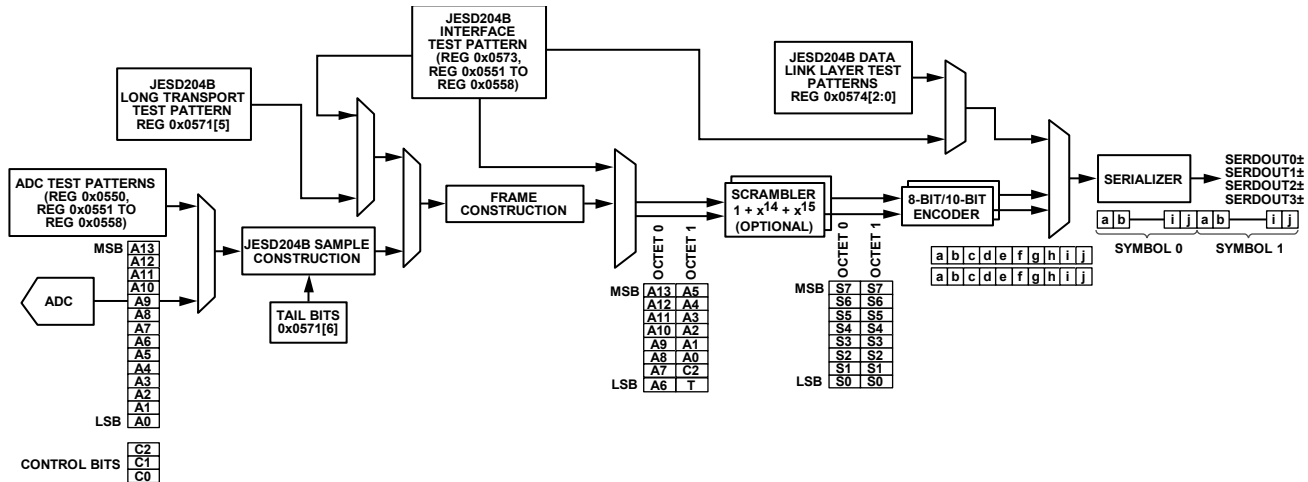 JESD204B
INTERFACE
TEST PATTERN
(REG 0x0573,
REG 0x0551 TO
REG 0x0558)
JESD204B
LONG TRANSPORT
TEST PATTERN
REG 0x0571[5]
JESD204B DATA
LINK LAYER TEST
PATTERNS
REG 0x0574[2:0]
ADC TEST PATTERNS
(REG 0x0550,
REG 0x0551 TO
REG 0x0558)
FRAME
CONSTRUCTION
SCRAMBLER
1 + x14 + x15
(OPTIONAL)
8-BIT/10-BIT
ENCODER
SERIALIZER
SERDOUT0±
SERDOUT1±
SERDOUT2±
SERDOUT3±
a b i j a b i j
SYMBOL 0 SYMBOL 1
a b c d e f g h i j
a b c d e f g h i j
JESD204B SAMPLE
CONSTRUCTION
TAIL BITS
0x0571[6]
ADC
MSB A13
A12
A11
A10
A9
A8
A7
A6
A5
A4
A3
A2
A1
LSB A0
CONTROL BITS
C2
C1
C0
OCTET 0
OCTET 1
MSB A13 A5
A12 A4
A11 A3
A10 A2
A9 A1
A8 A0
A7 C2
LSB A6 T
OCTET 0
OCTET 1
MSB S7 S7
S6 S6
S5 S5
S4 S4
S3 S3
S2 S2
S1 S1
LSB S0 S0